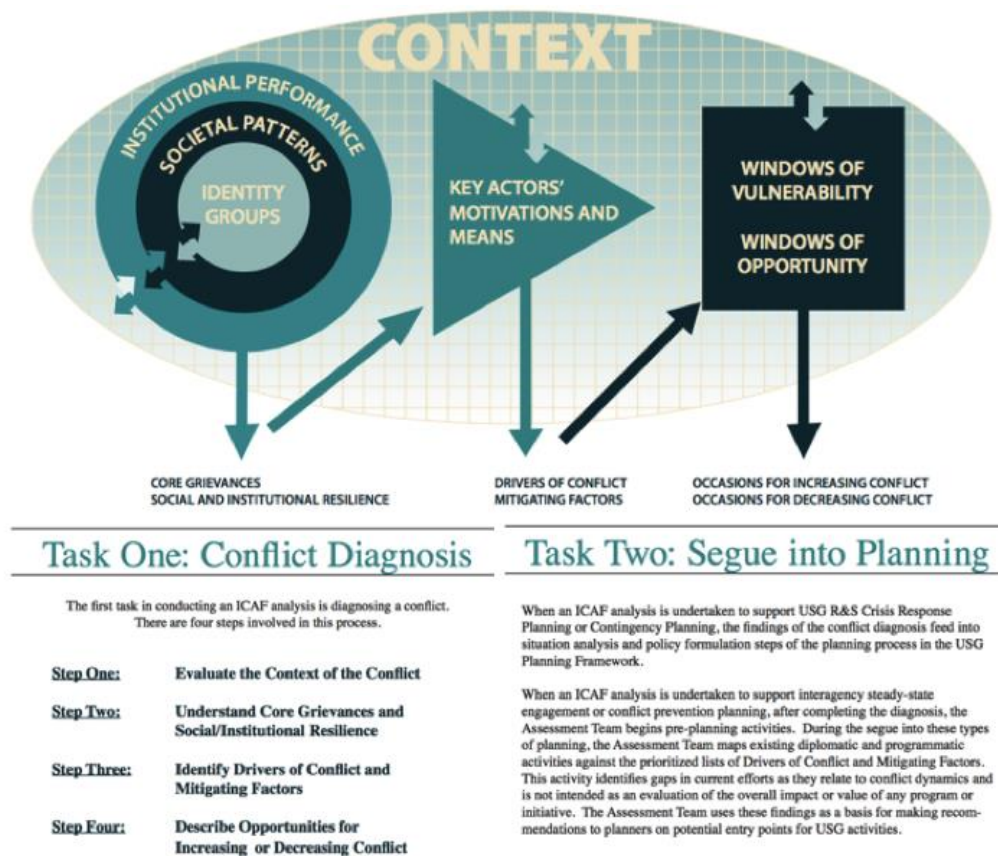 CONTEXT
INSTITUTIONAL PERFORMANCE
SOCIETAL PATTERNS
IDENTITY
GROUPS
KEY ACTORS’
MOTIVATIONS AND
MEANS
WINDOWS OF
VULNERABILITY
WINDOWS OF
OPPORTUNITY
CORE GRIEVANCES
SOCIAL AND INSTITUTIONAL RESILIENCE
DRIVERS OF CONFLICT
MITIGATING FACTORS
OCCASIONS FOR INCREASING CONFLICT
OCCASIONS FOR DECREASING CONFLICT
Task One: Conflict Diagnosis
The first task in conducting an ICAF analysis is diagnosing a conflict.
There are four steps involved in this process.
Step One: Evaluate the Context of the Conflict
Step Two: Understand Core Grievances and
Social/Institutional Resilience
Step Three: Identify Drivers of Conflict and
Mitigating Factors
Step Four: Describe Opportunities for
Increasing or Decreasing Conflict
Task Two: Segue into Planning
When an ICAF analysis is undertaken to support USG R&S Crisis Response
Planning or Contingency Planning, the findings of the conflict diagnosis feed into
situation analysis and policy formulation steps of the planning process in the USG
Planning Framework.
When an ICAF analysis is undertaken to support interagency steady-state
engagement or conflict prevention planning, after completing the diagnosis, the
Assessment Team begins pre-planning activities. During the segue into these types
of planning, the Assessment Team maps existing diplomatic and programmatic
activities against the prioritized lists of Drivers of Conflict and Mitigating Factors.
This activity identifies gaps in current efforts as they relate to conflict dynamics and
is not intended as an evaluation of the overall impact or value of any program or
initiative. The Assessment Team uses these findings as a basis for making recom-
mendations to planners on potential entry points for USG activities.